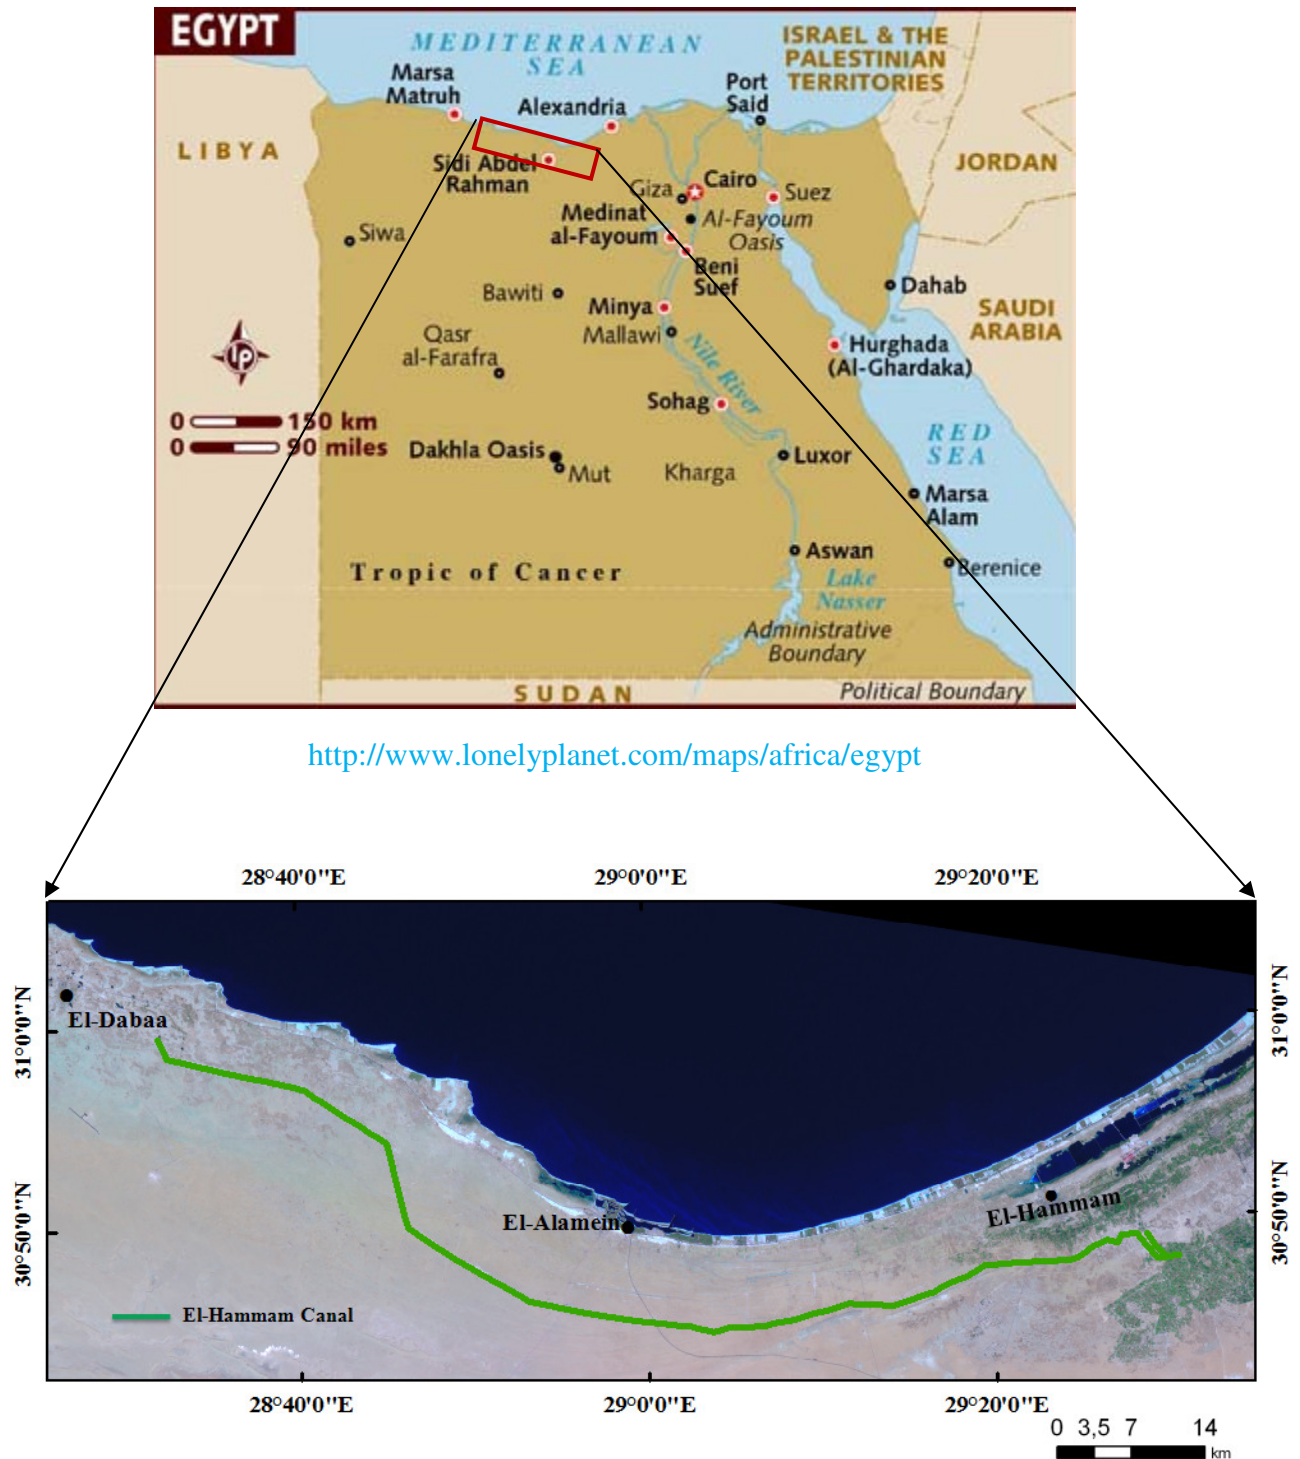 EGYPT
MEDITERRANEAN
SEA
ISRAEL & THE
PALESTINIAN
TERRITORIES
Marsa
Matruh
Alexandria
Port
Said
LIBYA
JORDAN
Sidi Abdel
Rahman
Giza
Cairo
Suez
Medinat
al-Fayoum
Al-Fayoum
Oasis
Siwa
Beni
Suef
Dahab
Bawiti
Minya
SAUDI
ARABIA
Mallawi
Qasr
al-Farafra
Nile River
Hurghada
(Al-Ghardaka)
lp
Sohag
0 150 km
0 90 miles
RED
SEA
Dakhla Oasis
Mut
Kharga
Luxor
Marsa
Alam
Aswan
Berenice
Tropic of Cancer
Lake
Nasser
Administrative
Boundary
SUDAN
Political Boundary
http://www.lonelyplanet.com/maps/africa/egypt
28°40'0"E 29°0'0"E 29°20'0"E
31°0'0"N
31°0'0"N
El-Dabaa
30°50'0"N
30°50'0"N
El-Alamein
El-Hammam
El-Hammam Canal
28°40'0"E 29°0'0"E 29°20'0"E
0 3,5 7 14
km